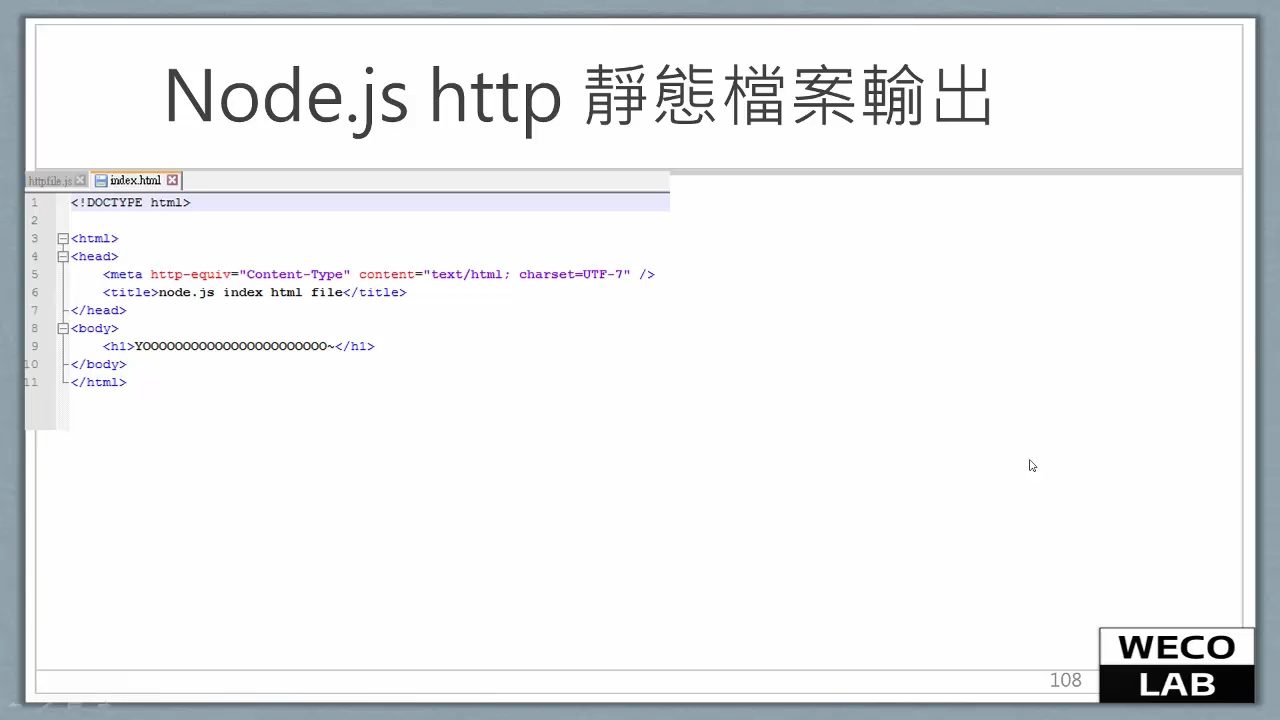 Node.js http 靜態檔案輸出
httpfile.js index.html
1 <!DOCTYPE html>
2
3 <html>
4 <head>
5 <meta http-equiv="Content-Type" content="text/html; charset=UTF-7" />
6 <title>node.js index html file</title>
7 </head>
8 <body>
9 <h1>YOOOOOOOOOOOOOOOOOOOOOOO~</h1>
10 </body>
11 </html>
108
WECO
LAB